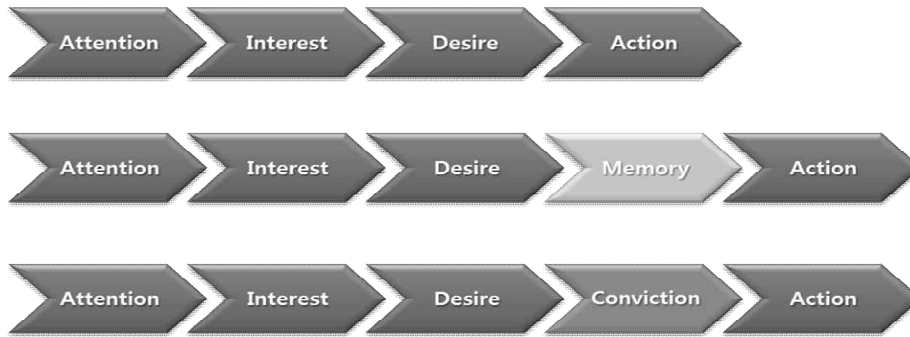 Attention Interest Desire Action
Attention Interest Desire Memory Action
Attention Interest Desire Conviction Action